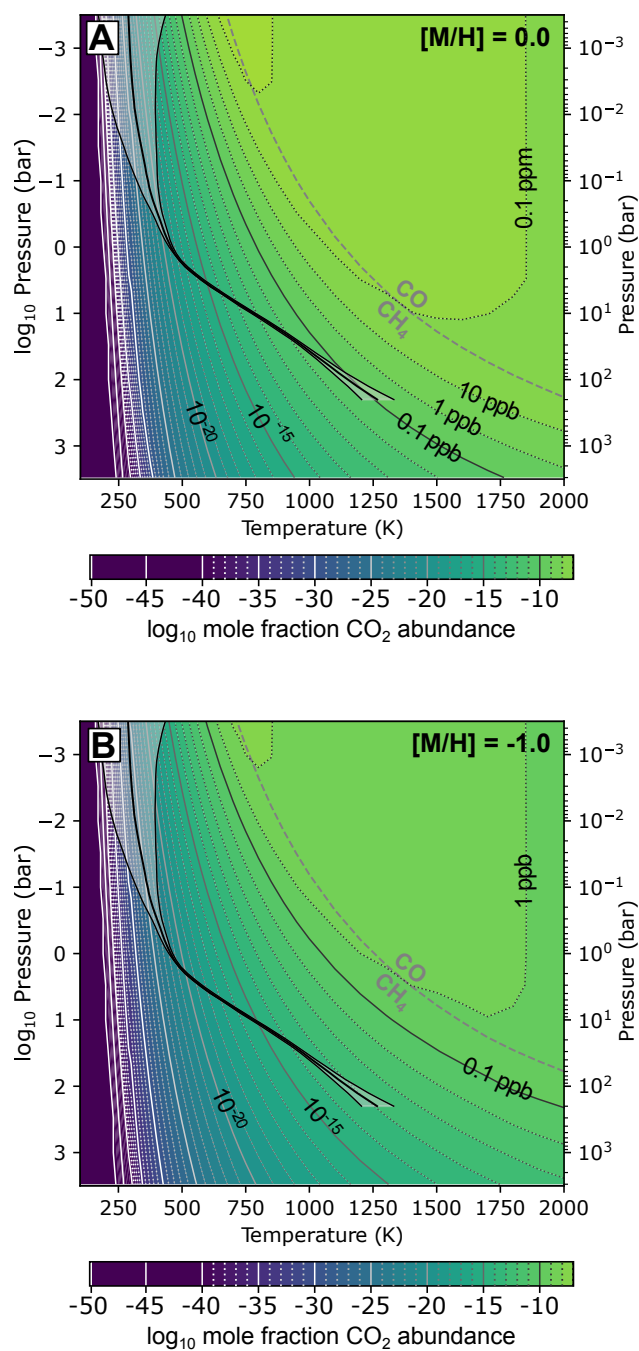 A
[M/H] = 0.0
−3
−2
−1
0
1
2
3
log₁₀ Pressure (bar)
10⁻³
10⁻²
10⁻¹
10⁰
10¹
10²
10³
Pressure (bar)
0.1 ppm
CO
CH₄
10 ppb
1 ppb
0.1 ppb
10⁻²⁰
10⁻¹⁵
250 500 750 1000 1250 1500 1750 2000
Temperature (K)
-50 -45 -40 -35 -30 -25 -20 -15 -10
log₁₀ mole fraction CO₂ abundance
B
[M/H] = -1.0
−3
−2
−1
0
1
2
3
log₁₀ Pressure (bar)
10⁻³
10⁻²
10⁻¹
10⁰
10¹
10²
10³
Pressure (bar)
1 ppb
CO
CH₄
0.1 ppb
10⁻²⁰
10⁻¹⁵
250 500 750 1000 1250 1500 1750 2000
Temperature (K)
-50 -45 -40 -35 -30 -25 -20 -15 -10
log₁₀ mole fraction CO₂ abundance